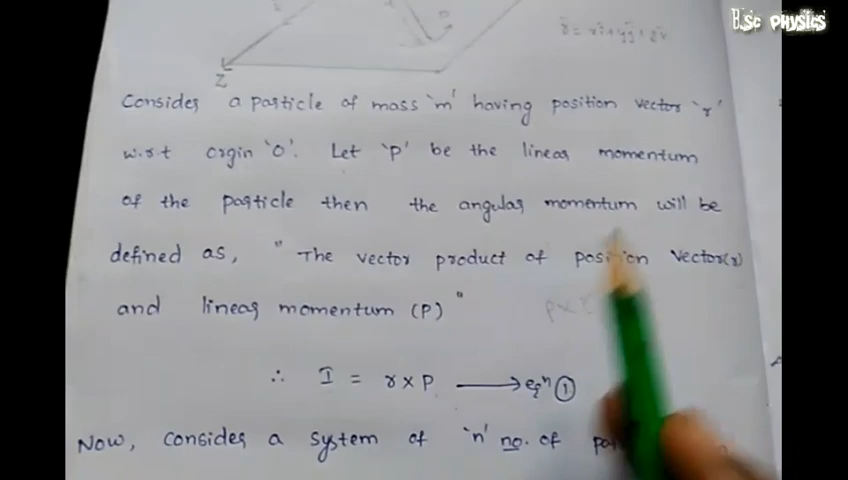 B.Sc PHYSICS
Z
Consider a particle of mass 'm' having position vector 'r'
w.r.t orgin 'O'. Let 'P' be the linear momentum
of the particle then the angular momentum will be
defined as, "The vector product of position Vector(r)
and linear momentum (P)"
∴ I = r×P ⟶ eqⁿ ①
Now, consider a system of 'n' no. of